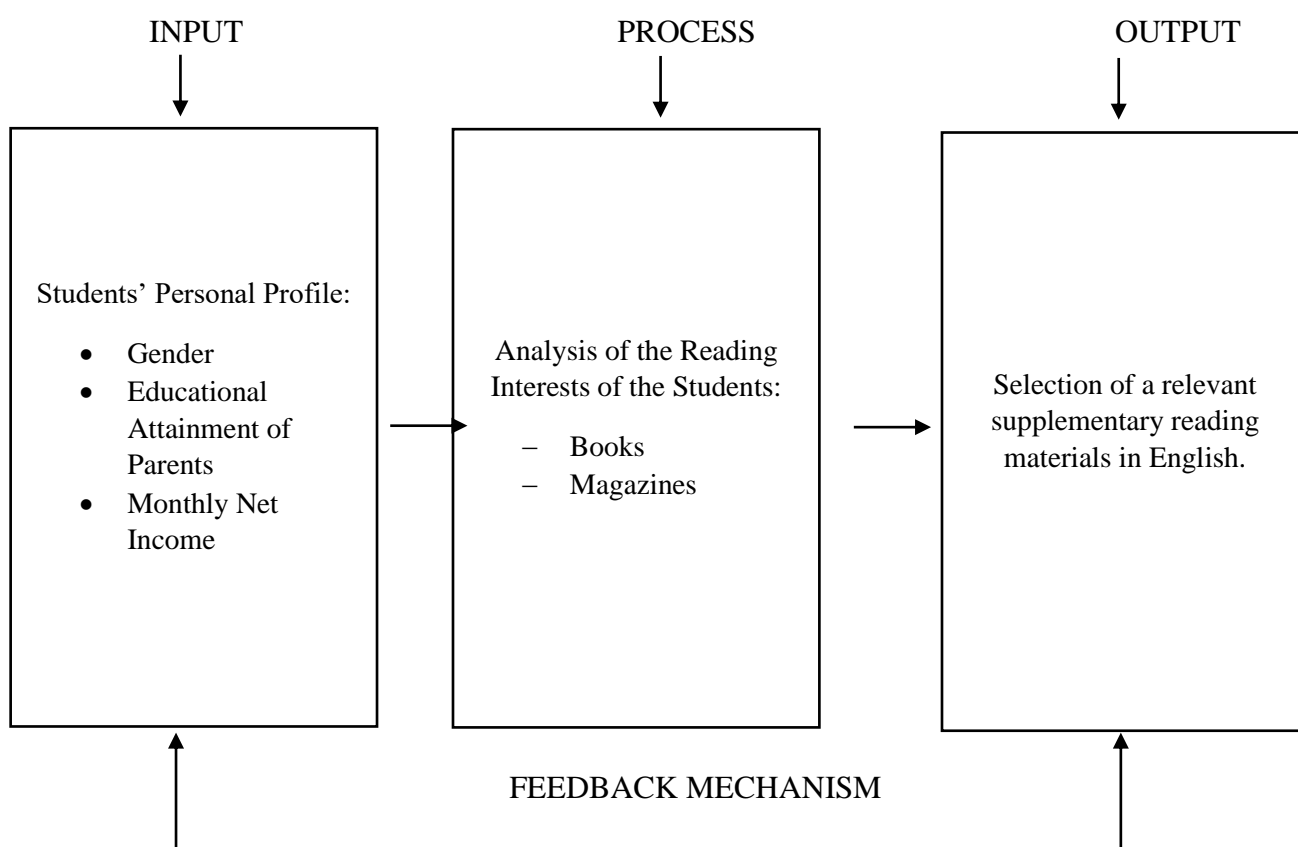 INPUT
PROCESS
OUTPUT
Students’ Personal Profile:
• Gender
• Educational
Attainment of
Parents
• Monthly Net
Income
Analysis of the Reading
Interests of the Students:
– Books
– Magazines
Selection of a relevant
supplementary reading
materials in English.
FEEDBACK MECHANISM